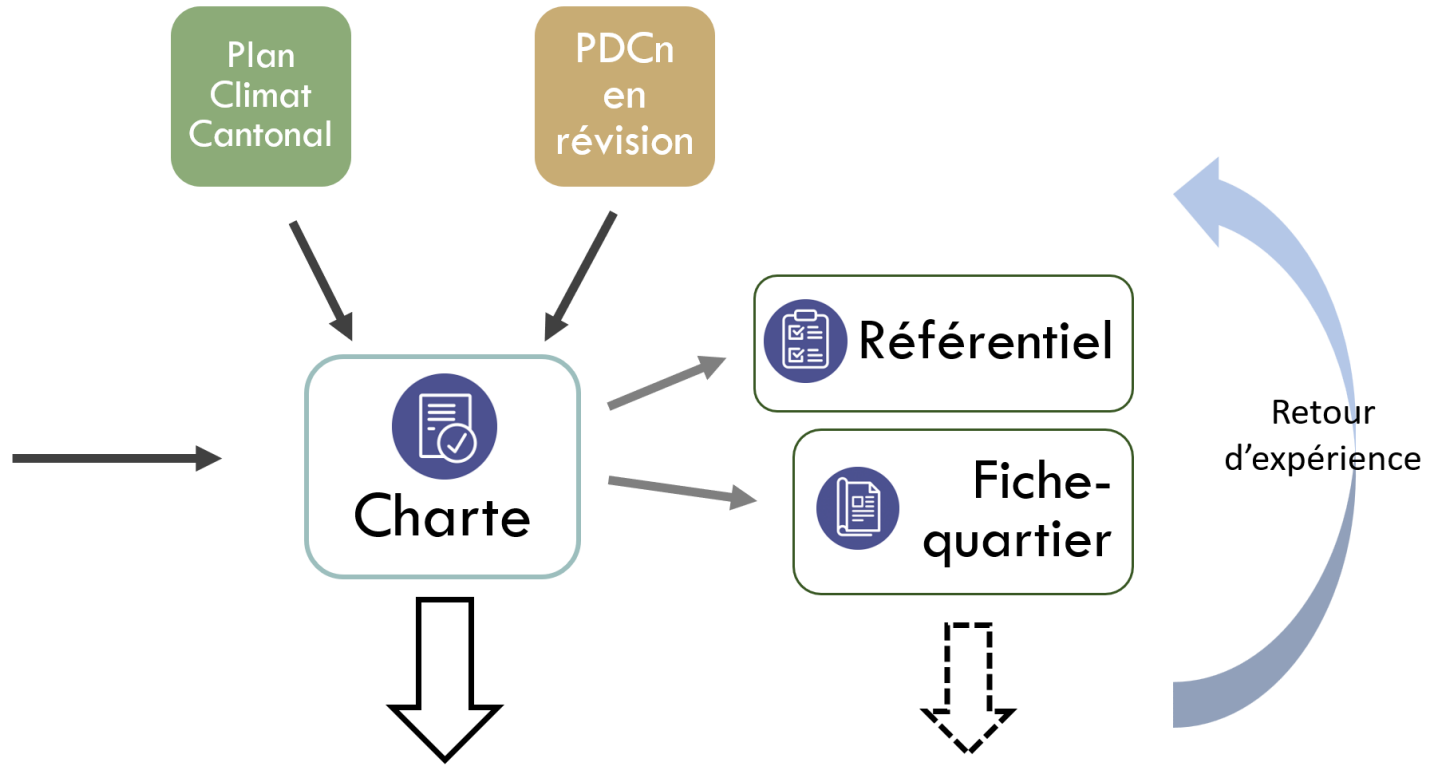 Plan
Climat
Cantonal
PDCn
en
révision
Référentiel
Charte
Fiche-
quartier
Retour
d’expérience